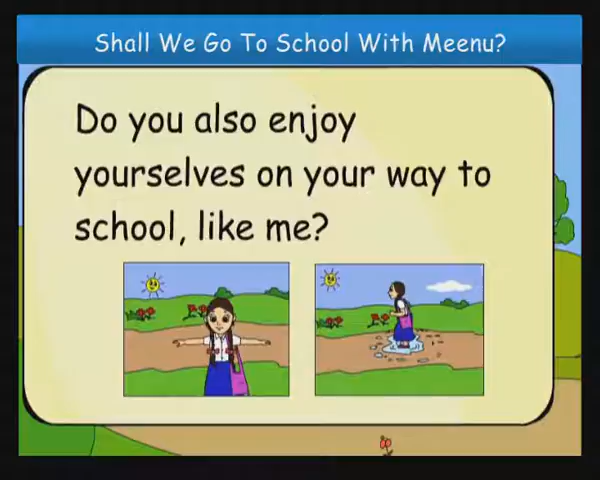 Shall We Go To School With Meenu?
Do you also enjoy
yourselves on your way to
school, like me?